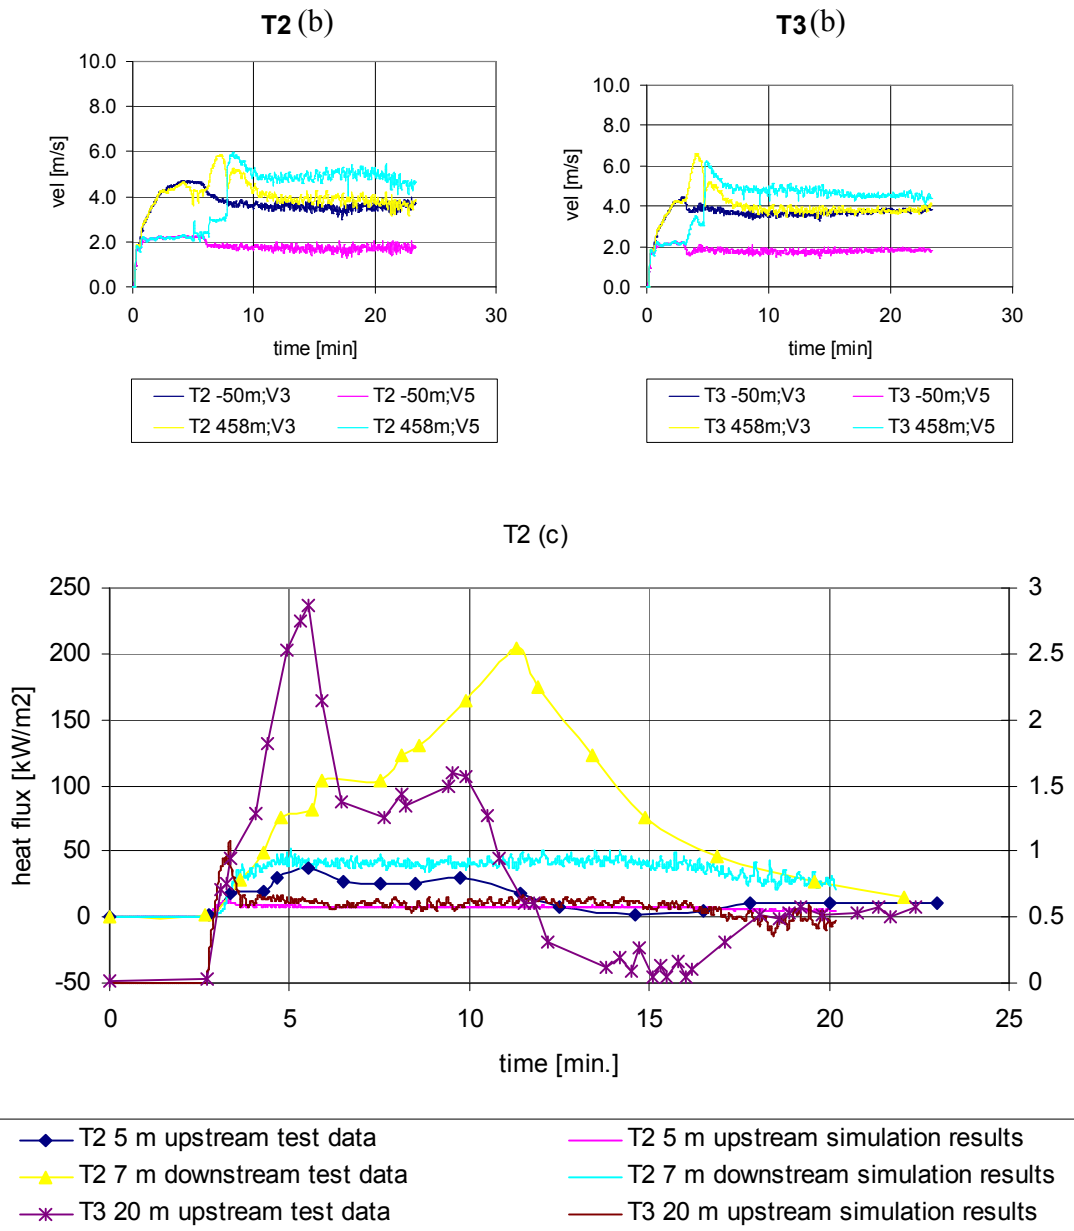 T2 (b)
T3 (b)
10.0
8.0
6.0
4.0
2.0
0.0
vel [m/s]
0 10 20 30
time [min]
T2 -50m;V3 T2 -50m;V5
T2 458m;V3 T2 458m;V5
10.0
8.0
6.0
4.0
2.0
0.0
vel [m/s]
0 10 20 30
time [min]
T3 -50m;V3 T3 -50m;V5
T3 458m;V3 T3 458m;V5
T2 (c)
250
200
150
100
50
0
-50
heat flux [kW/m2]
3
2.5
2
1.5
1
0.5
0
0 5 10 15 20 25
time [min.]
T2 5 m upstream test data T2 5 m upstream simulation results
T2 7 m downstream test data T2 7 m downstream simulation results
T3 20 m upstream test data T3 20 m upstream simulation results